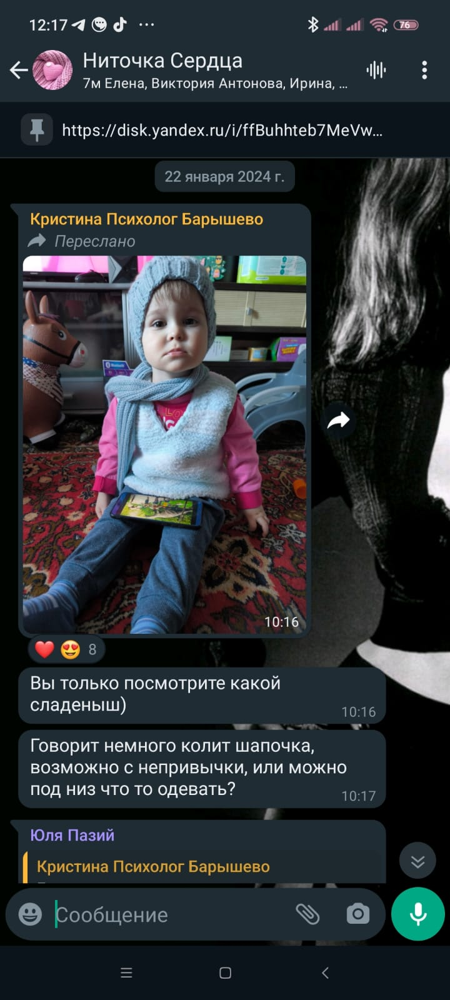 12:17
76
Ниточка Сердца
7м Елена, Виктория Антонова, Ирина, ...
https://disk.yandex.ru/i/ffBuhhteb7MeVw...
22 января 2024 г.
Кристина Психолог Барышево
Переслано
Bluetooth
LO
10:16
8
Вы только посмотрите какой
сладеныш)
10:16
Говорит немного колит шапочка,
возможно с непривычки, или можно
под низ что то одевать?
10:17
Юля Пазий
Кристина Психолог Барышево
Сообщение